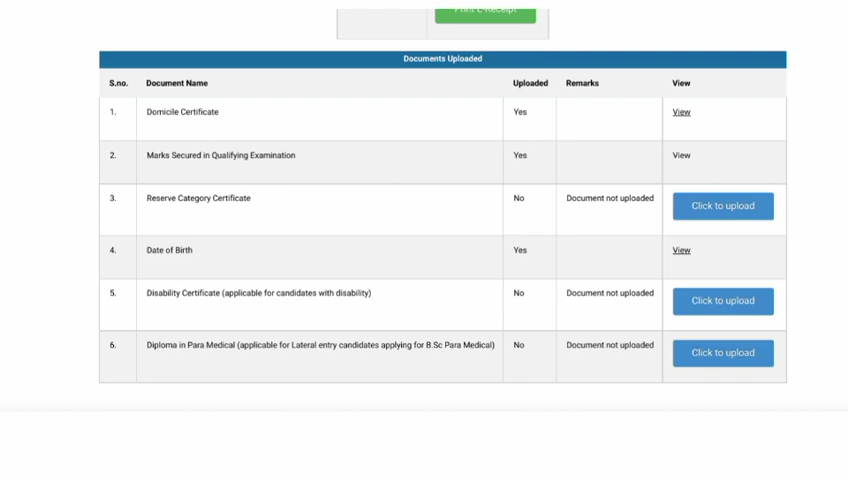 Print E-Receipt
Documents Uploaded
S.no. Document Name Uploaded Remarks View
1. Domicile Certificate Yes View
2. Marks Secured in Qualifying Examination Yes View
3. Reserve Category Certificate No Document not uploaded Click to upload
4. Date of Birth Yes View
5. Disability Certificate (applicable for candidates with disability) No Document not uploaded Click to upload
6. Diploma in Para Medical (applicable for Lateral entry candidates applying for B.Sc Para Medical) No Document not uploaded Click to upload